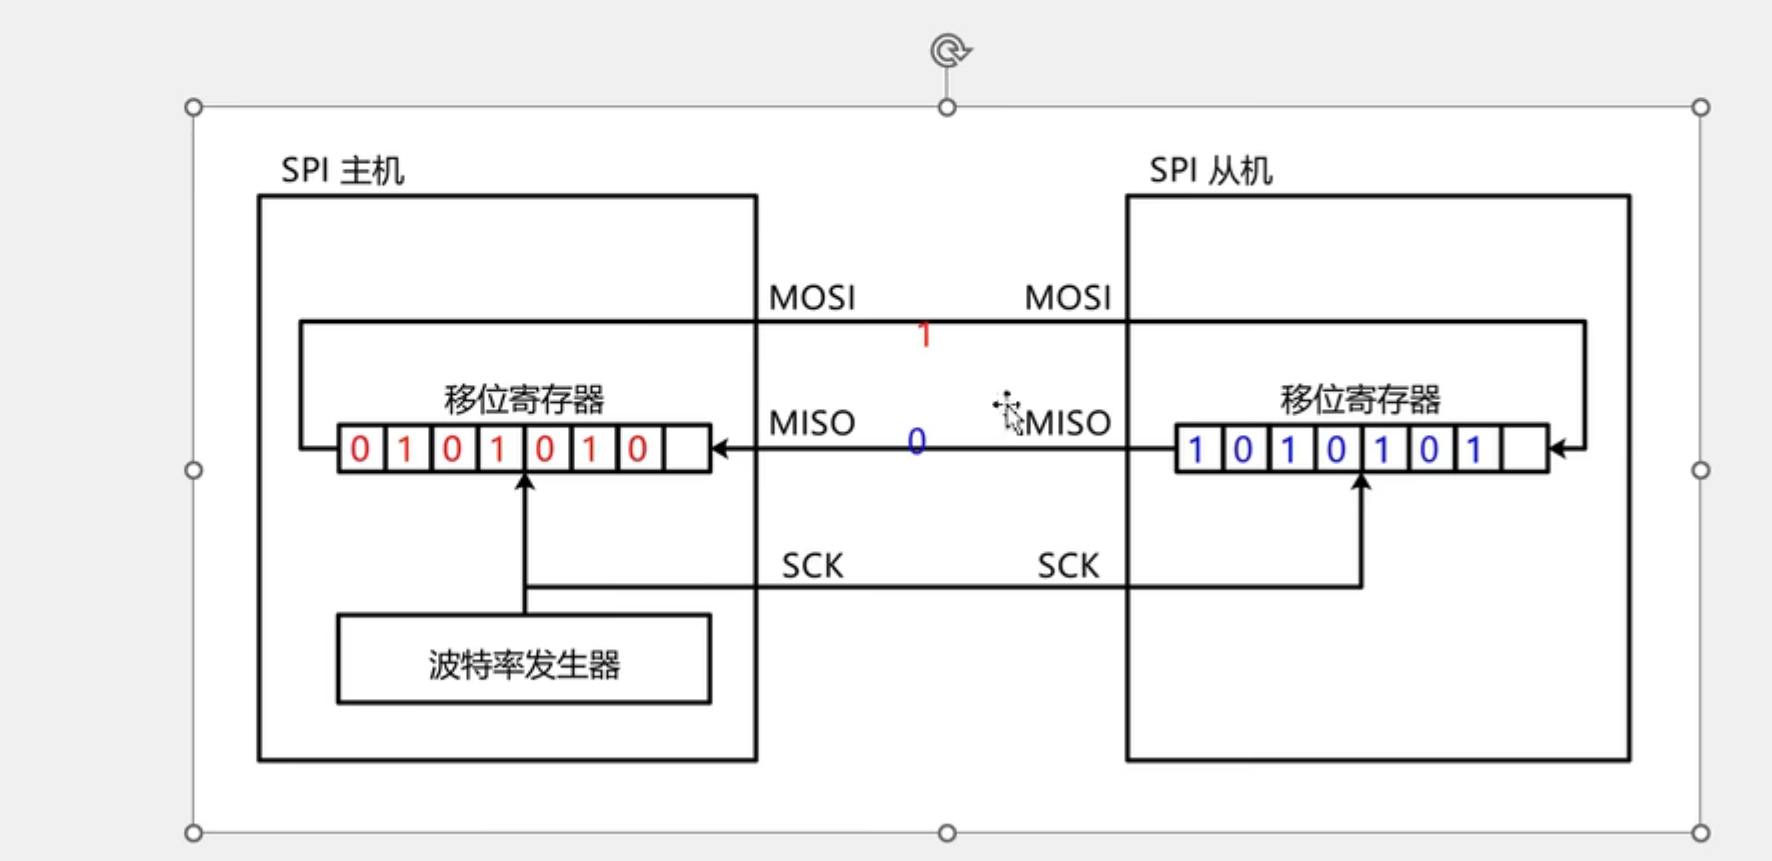 SPI 主机
SPI 从机
MOSI
MOSI
1
移位寄存器
移位寄存器
MISO
MISO
0
0 1 0 1 0 1 0
1 0 1 0 1 0 1
SCK
SCK
波特率发生器